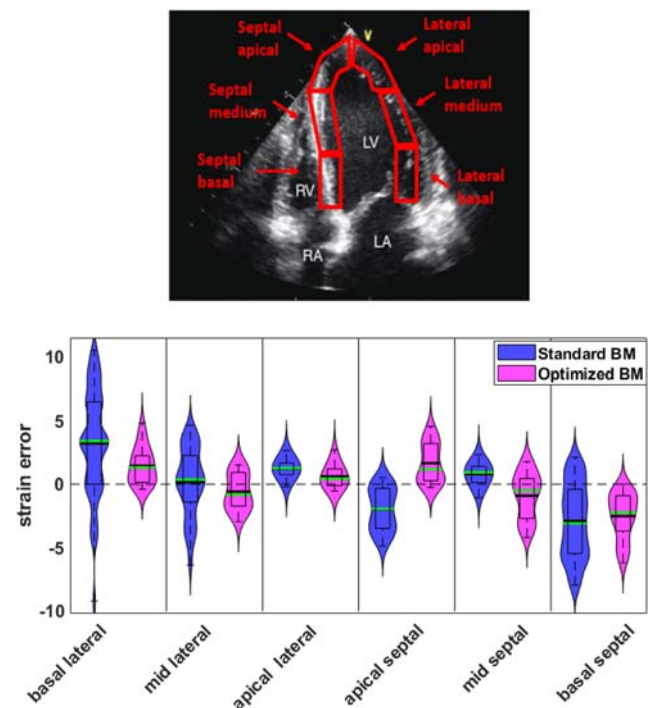 Septal
apical
V
Lateral
apical
Septal
medium
Lateral
medium
Septal
basal
LV
RV
Lateral
basal
RA
LA
Standard BM
Optimized BM
strain error
10
5
0
-5
-10
basal lateral
mid lateral
apical lateral
apical septal
mid septal
basal septal